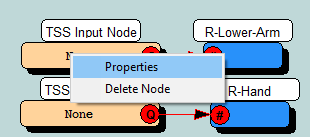 TSS Input Node
R-Lower-Arm
Properties
TSS
Delete Node
R-Hand
None
Q
#